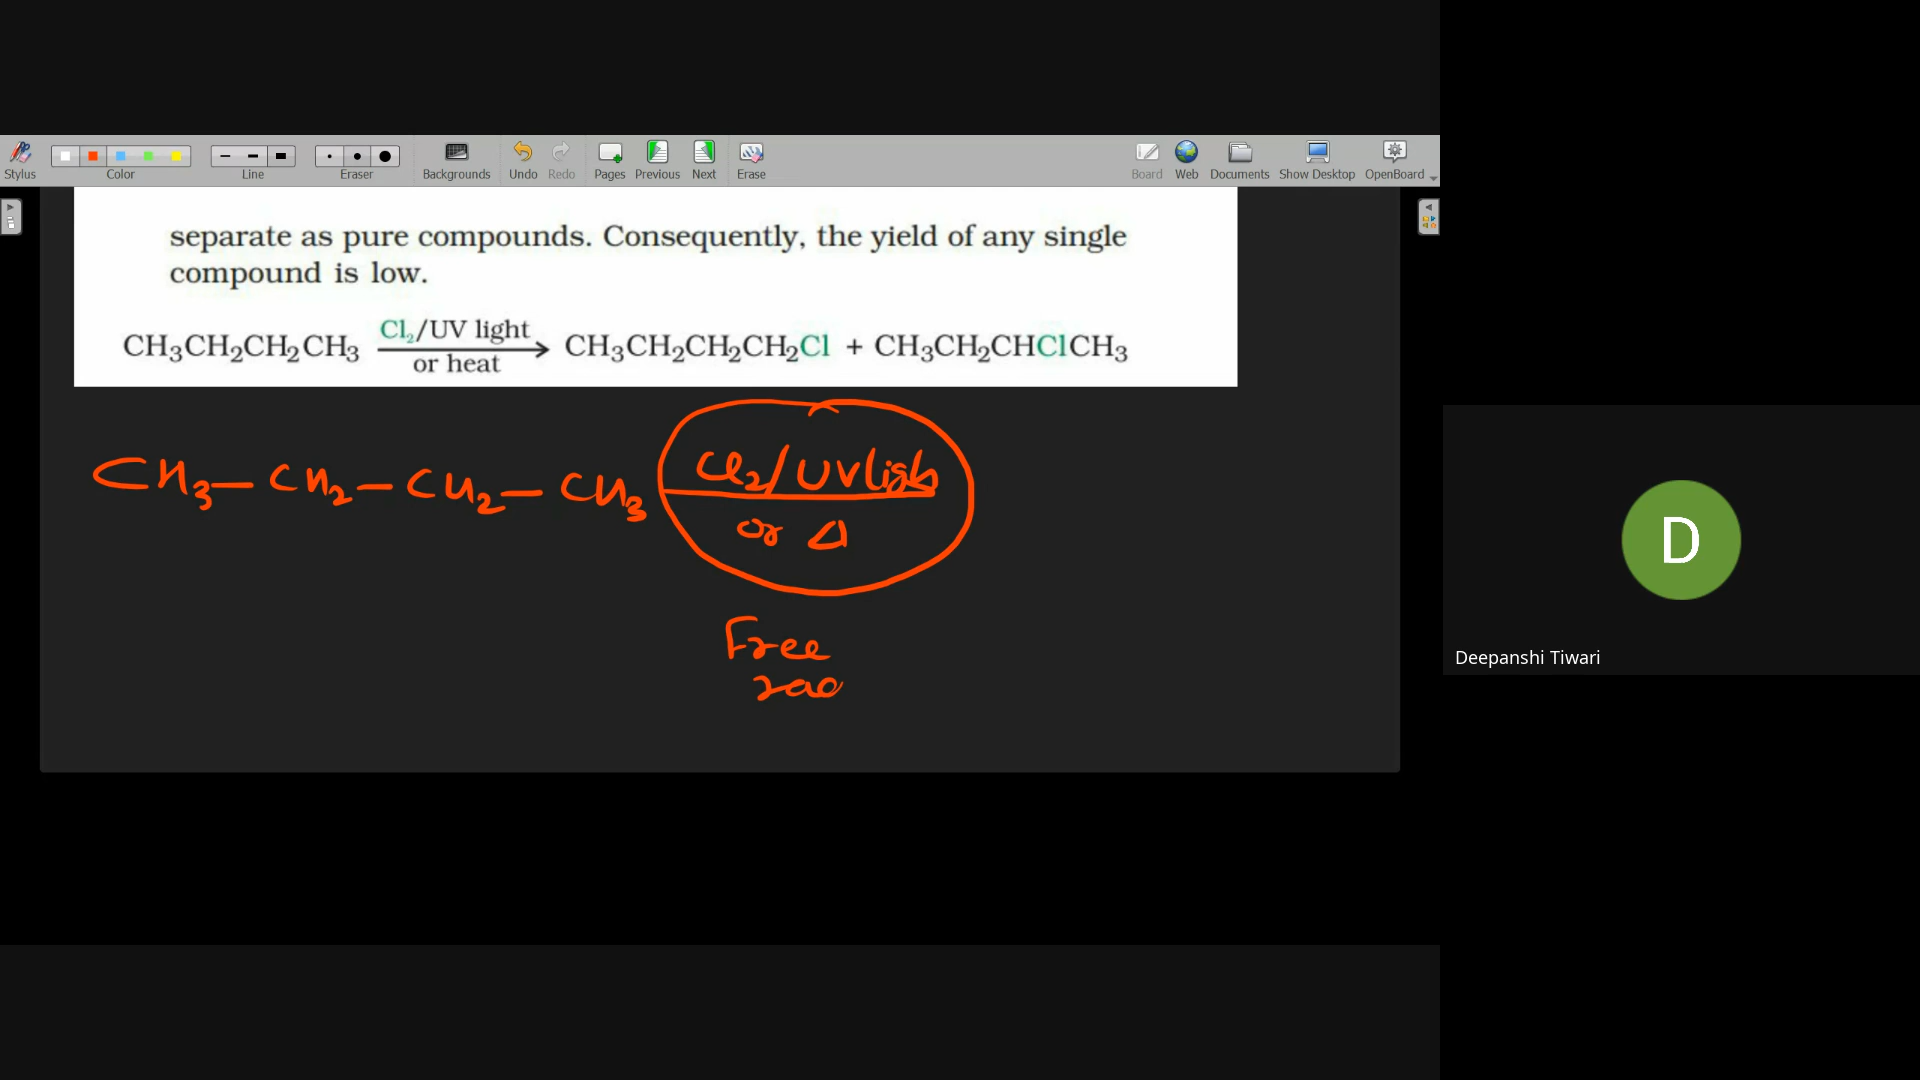 Stylus Color Line Eraser Backgrounds Undo Redo Pages Previous Next Erase Board Web Documents Show Desktop OpenBoard
separate as pure compounds. Consequently, the yield of any single
compound is low.
CH₃CH₂CH₂CH₃ Cl₂/UV light or heat → CH₃CH₂CH₂CH₂Cl + CH₃CH₂CHClCH₃
CH₃—CH₂—CH₂—CH₃ Cl₂/UV ligh
or Δ
Free
rad
D
Deepanshi Tiwari